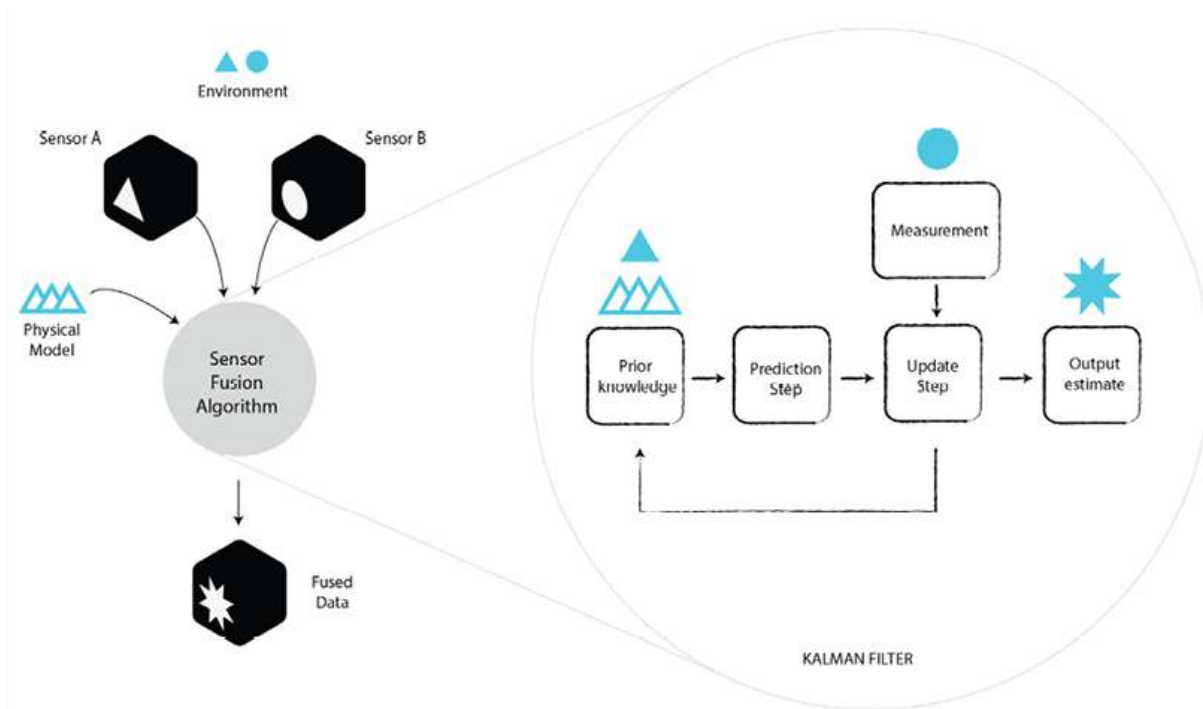 Environment
Sensor A
Sensor B
Physical
Model
Sensor
Fusion
Algorithm
Fused
Data
Measurement
Prior
knowledge
Prediction
Step
Update
Step
Output
estimate
KALMAN FILTER